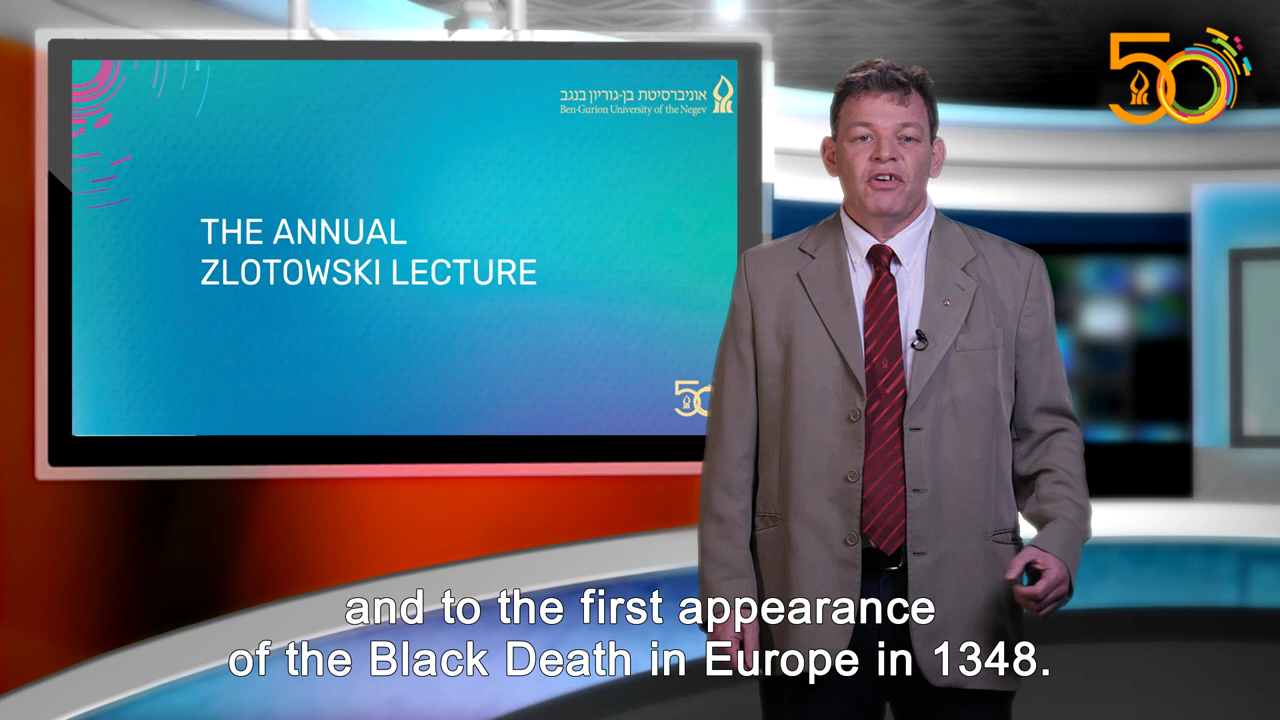 אוניברסיטת בן-גוריון בנגב
Ben-Gurion University of the Negev
50
THE ANNUAL
ZLOTOWSKI LECTURE
50
and to the first appearance
of the Black Death in Europe in 1348.